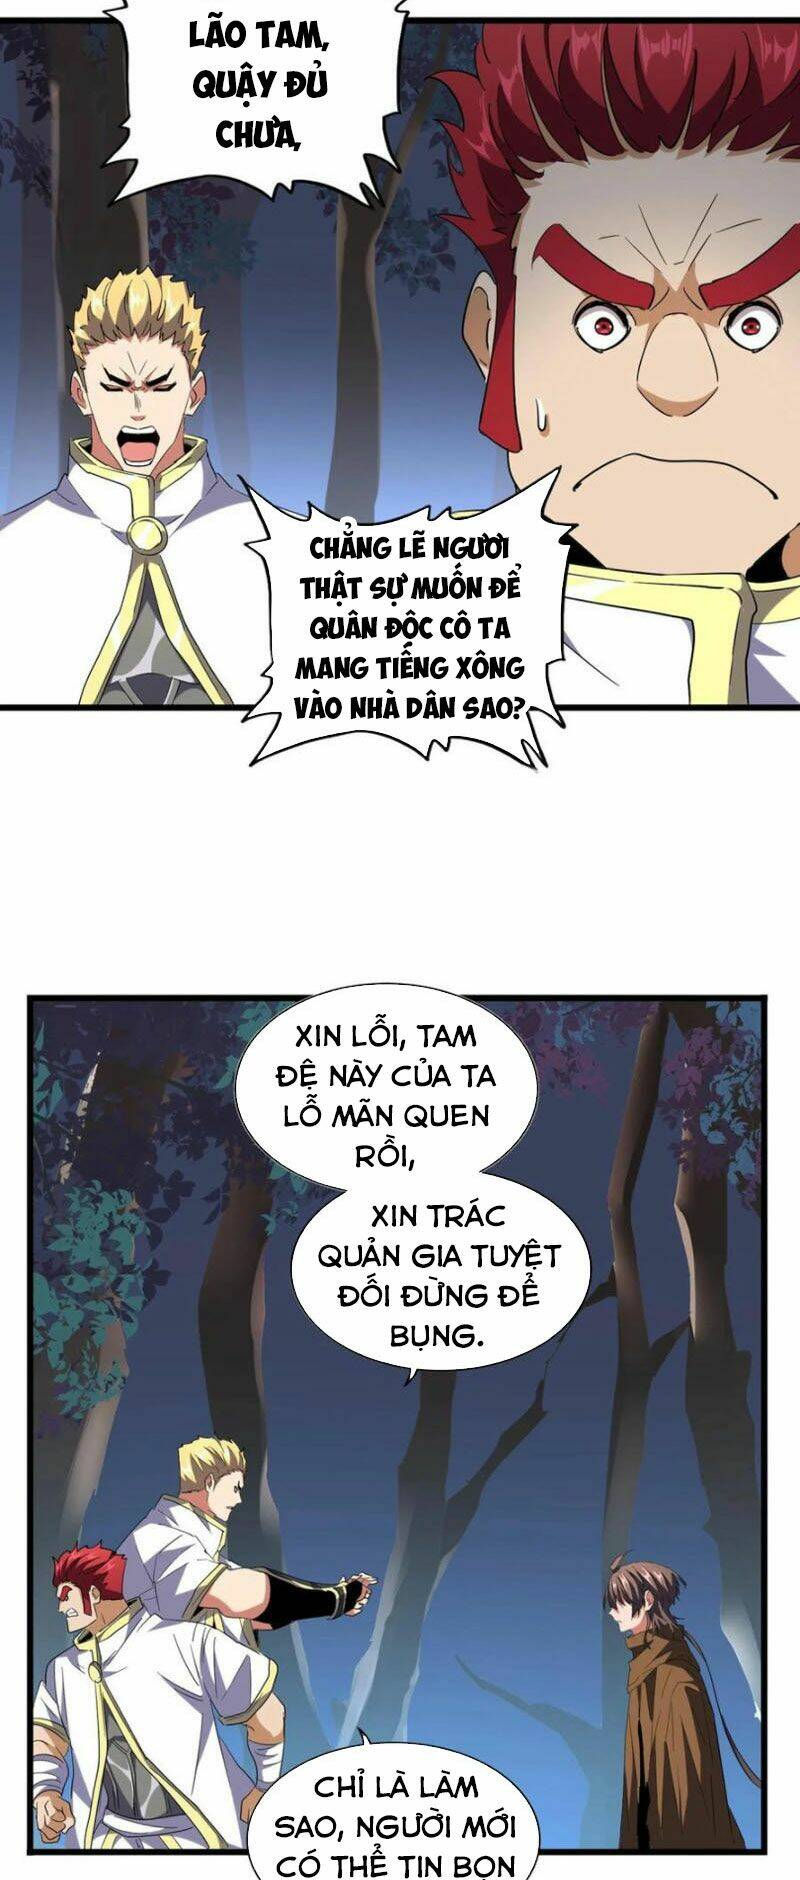 LÃO TAM,
QUẬY ĐỦ
CHƯA,
CHẲNG LẼ NGƯƠI
THẬT SỰ MUỐN ĐỂ
QUÂN ĐỘC CÔ TA
MANG TIẾNG XÔNG
VÀO NHÀ DÂN SAO?
XIN LỖI, TAM
ĐỆ NÀY CỦA TA
LỖ MÃN QUEN
RỒI,
XIN TRÁC
QUẢN GIA TUYỆT
ĐỐI ĐỪNG ĐỂ
BỤNG.
CHỈ LÀ LÀM
SAO, NGƯỜI MỚI
CÓ THỂ TIN BỌN